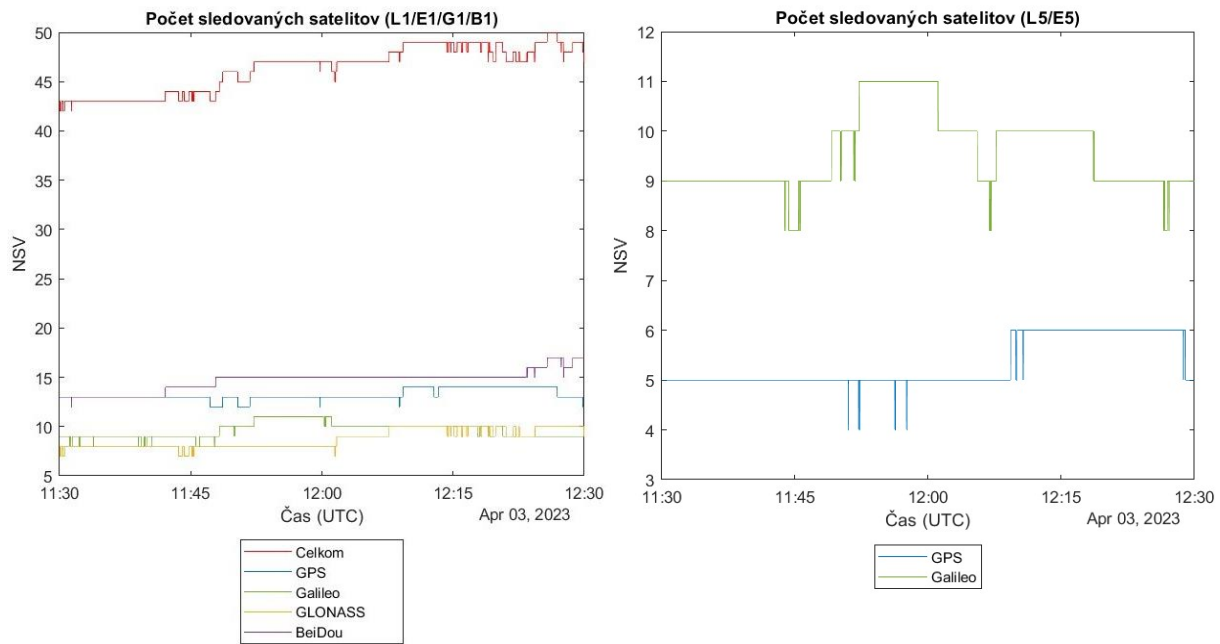 Počet sledovaných satelitov (L1/E1/G1/B1)
50
45
40
35
30
25
20
15
10
5
NSV
11:30 11:45 12:00 12:15 12:30
Čas (UTC)
Apr 03, 2023
Celkom
GPS
Galileo
GLONASS
BeiDou
Počet sledovaných satelitov (L5/E5)
12
11
10
9
8
7
6
5
4
3
NSV
11:30 11:45 12:00 12:15 12:30
Čas (UTC)
Apr 03, 2023
GPS
Galileo